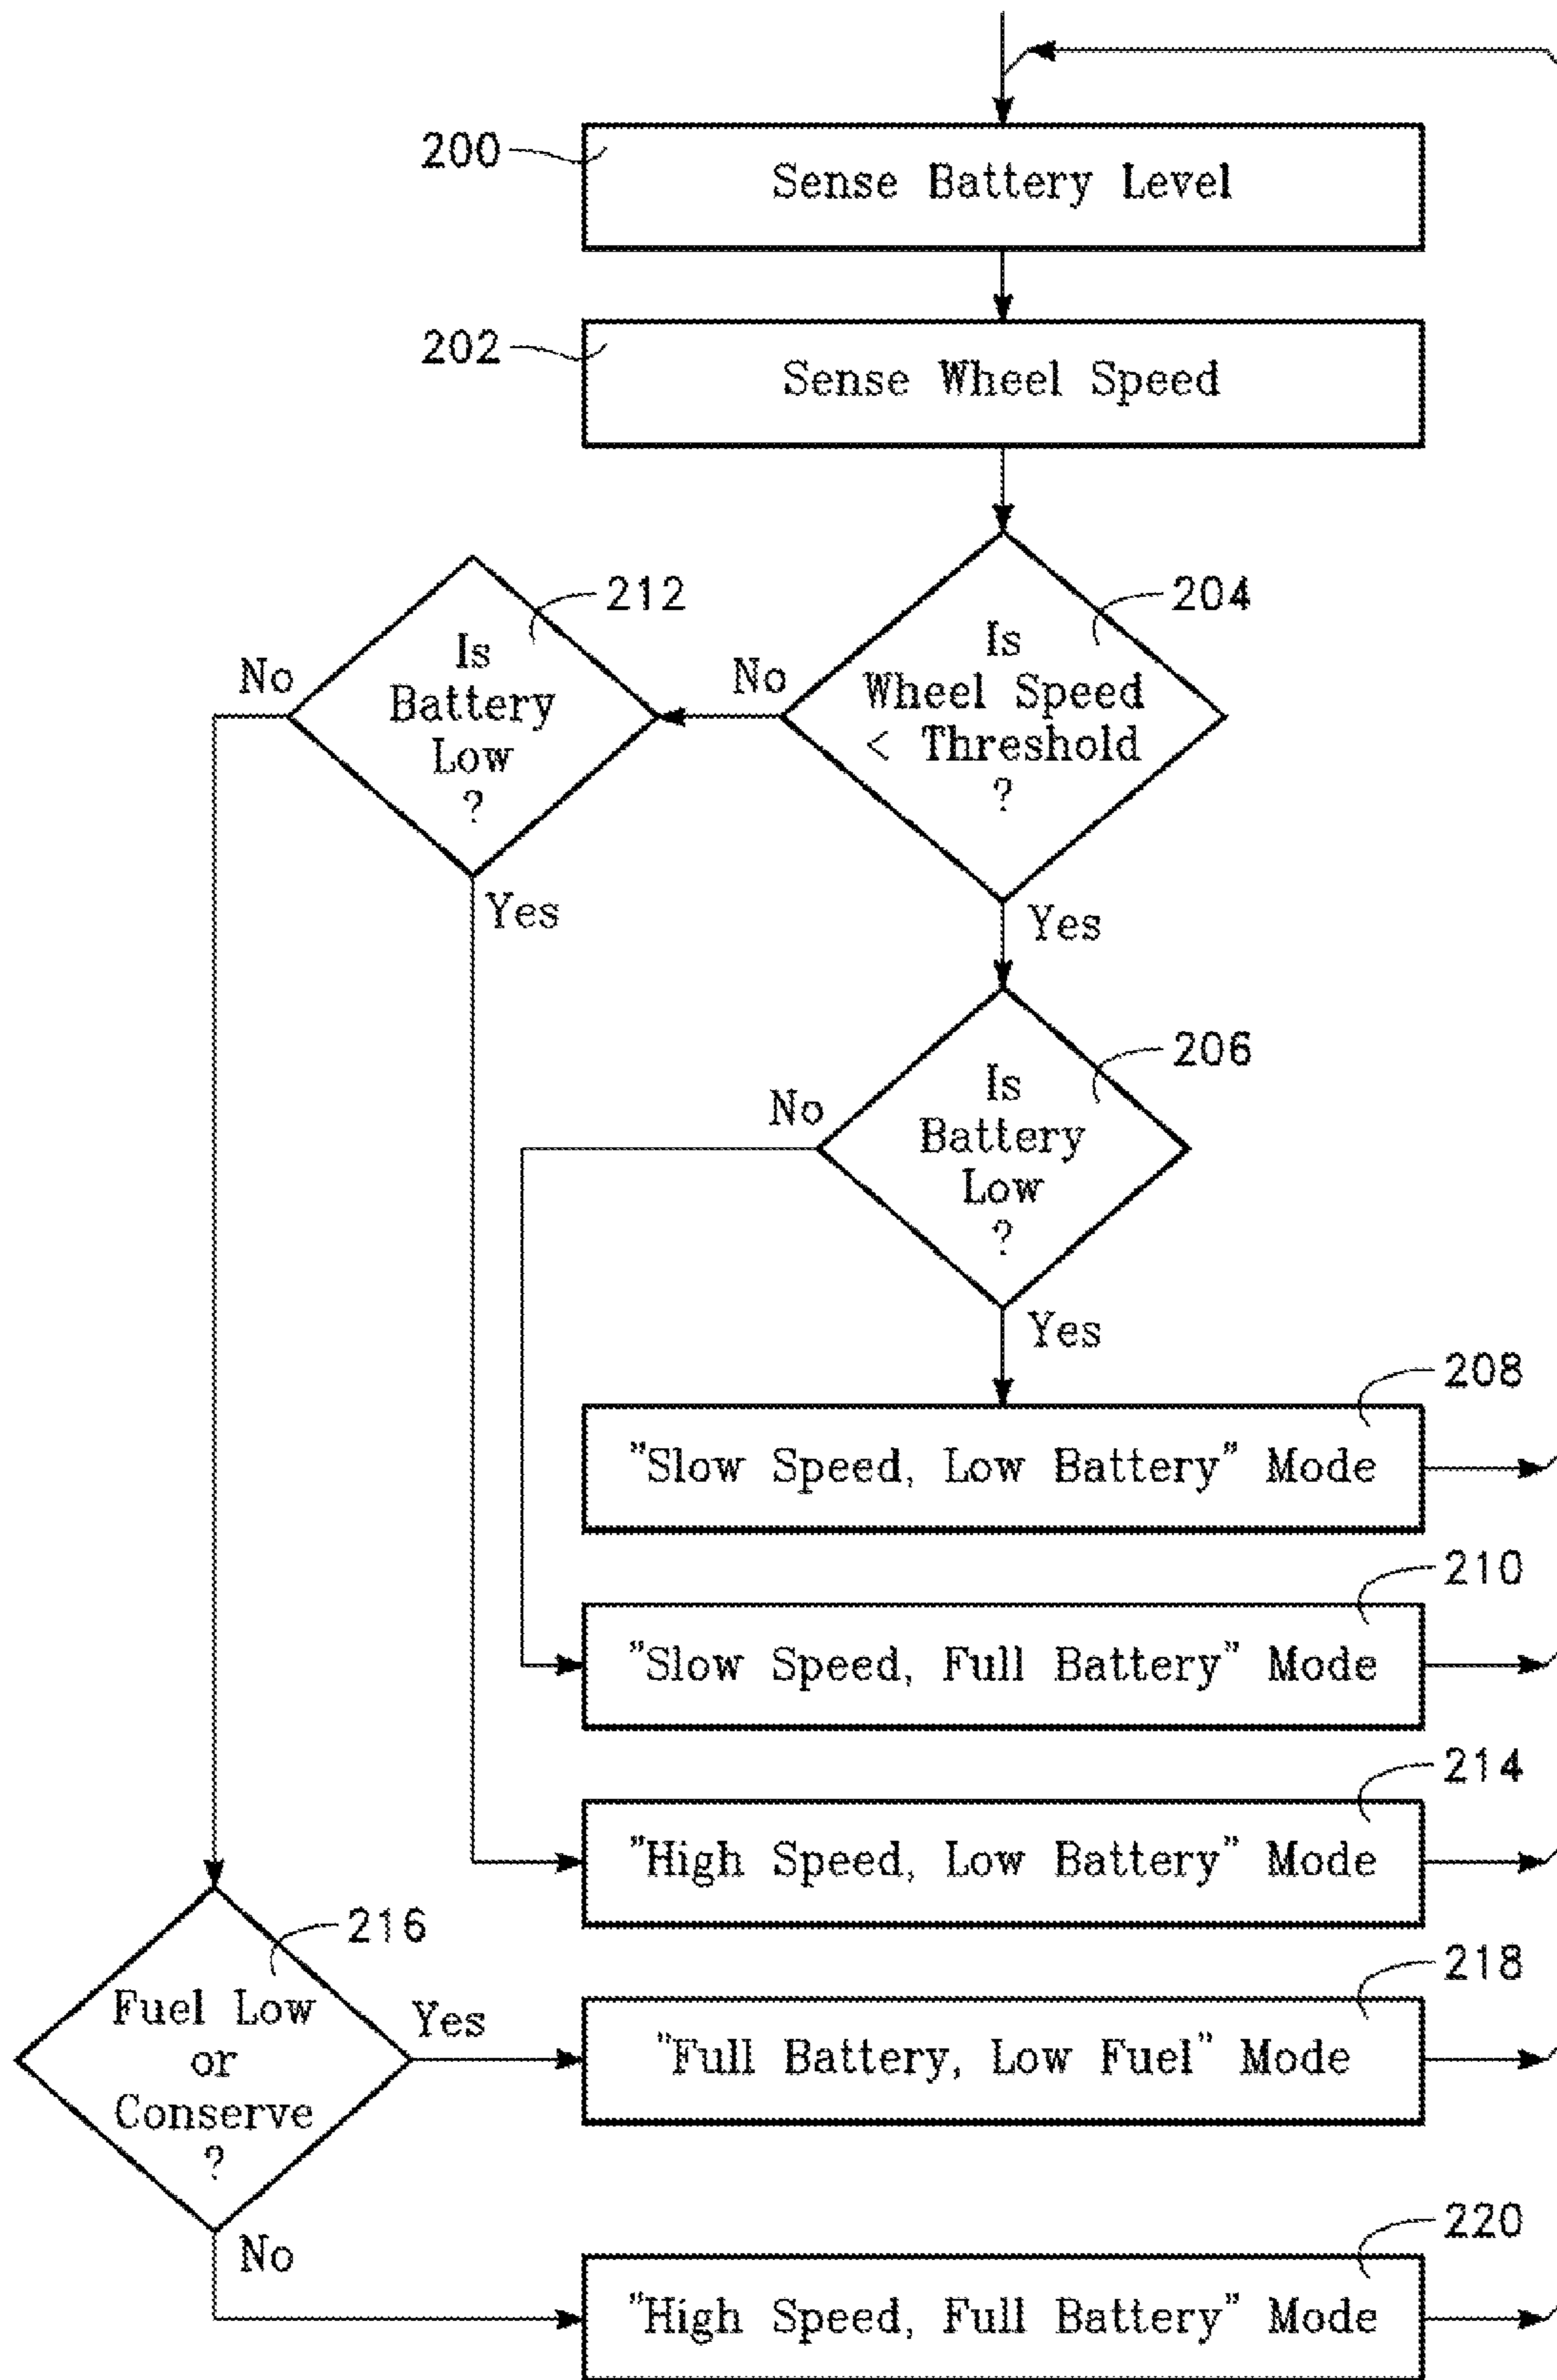 200
Sense Battery Level
202
Sense Wheel Speed
212
204
Is
Battery
Low
?
No
Yes
Is
Wheel Speed
< Threshold
?
No
Yes
206
Is
Battery
Low
?
No
Yes
208
"Slow Speed, Low Battery" Mode
210
"Slow Speed, Full Battery" Mode
214
"High Speed, Low Battery" Mode
216
Fuel Low
or
Conserve
?
Yes
No
218
"Full Battery, Low Fuel" Mode
220
"High Speed, Full Battery" Mode